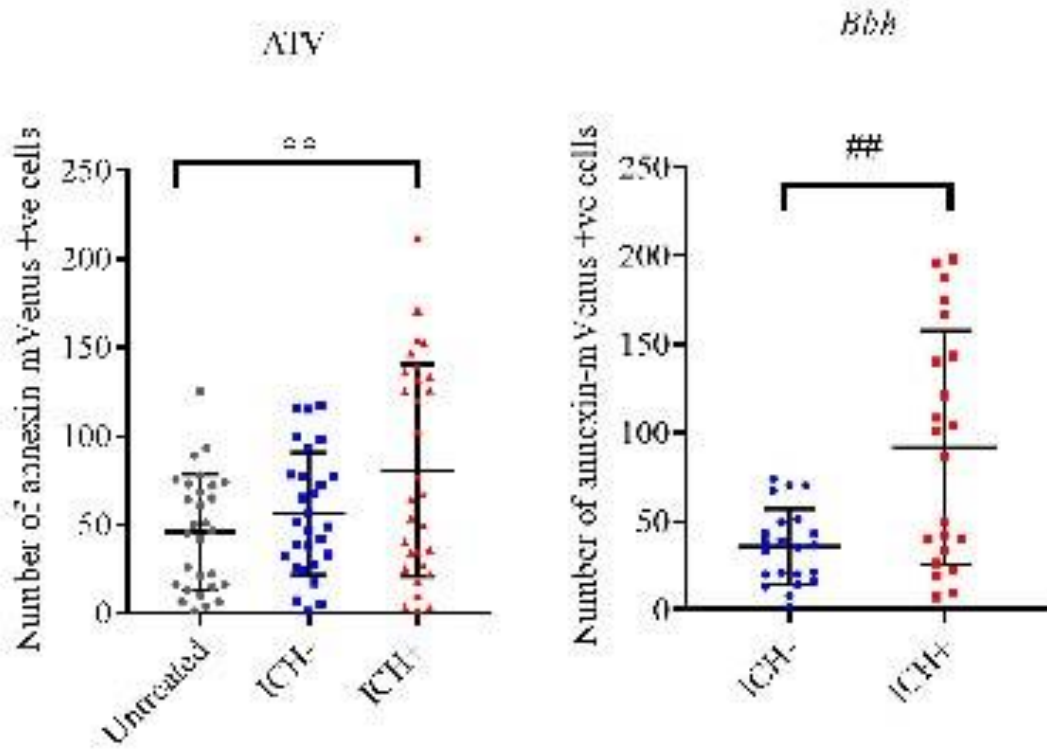 ATV
Number of annexin mVenus +ve cells
**
250
200
150
100
50
0
Untreated
ICH-
ICH+
Bbh
Number of annexin-mVenus +ve cells
##
250
200
150
100
50
0
ICH-
ICH+